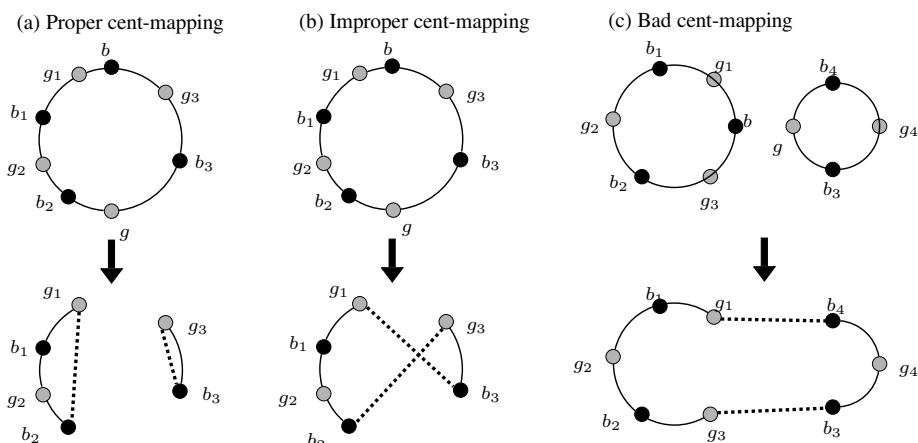 (a) Proper cent-mapping
(b) Improper cent-mapping
(c) Bad cent-mapping
b
g1
g3
b1
b3
g2
b2
g
b
g1
g3
b1
b3
g2
b2
g
b1
g1
b4
g2
b
g
g4
b2
g3
b3
g1
g3
b1
g2
b3
b2
g1
g3
b1
g2
b3
b2
b1
g1
b4
g2
g4
b2
g3
b3